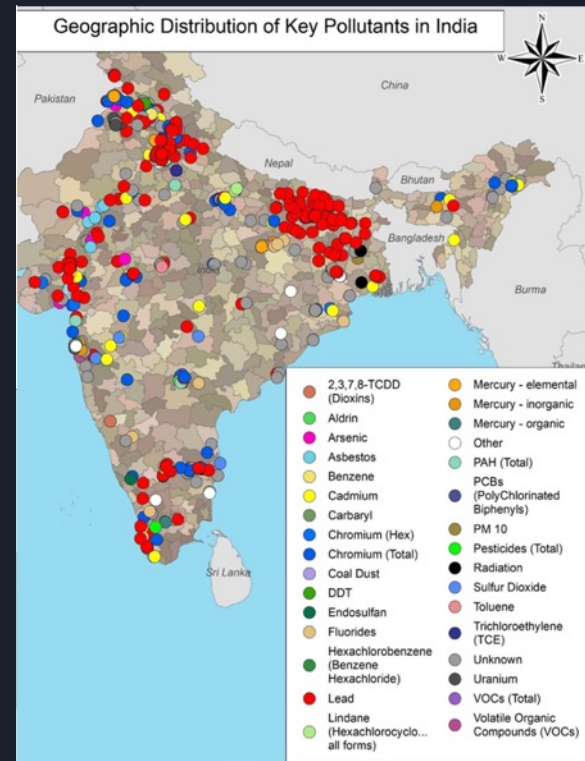 Geographic Distribution of Key Pollutants in India
N
W
E
S
Pakistan
China
Nepal
Bhutan
Bangladesh
India
Burma
Thaila
Sri Lanka
2,3,7,8-TCDD
(Dioxins)
Aldrin
Arsenic
Asbestos
Benzene
Cadmium
Carbaryl
Chromium (Hex)
Chromium (Total)
Coal Dust
DDT
Endosulfan
Fluorides
Hexachlorobenzene
(Benzene
Hexachloride)
Lead
Lindane
(Hexachlorocyclo...
all forms)
Mercury - elemental
Mercury - inorganic
Mercury - organic
Other
PAH (Total)
PCBs
(PolyChlorinated
Biphenyls)
PM 10
Pesticides (Total)
Radiation
Sulfur Dioxide
Toluene
Trichloroethylene
(TCE)
Unknown
Uranium
VOCs (Total)
Volatile Organic
Compounds (VOCs)